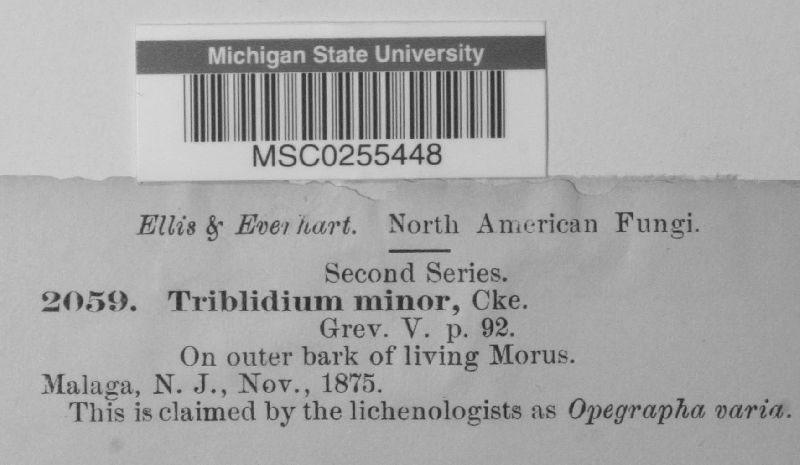 Michigan State University
MSC0255448
Ellis & Everhart. North American Fungi.
Second Series.
2059. Triblidium minor, Cke.
Grev. V. p. 92.
On outer bark of living Morus.
Malaga, N. J., Nov., 1875.
This is claimed by the lichenologists as Opegrapha varia.